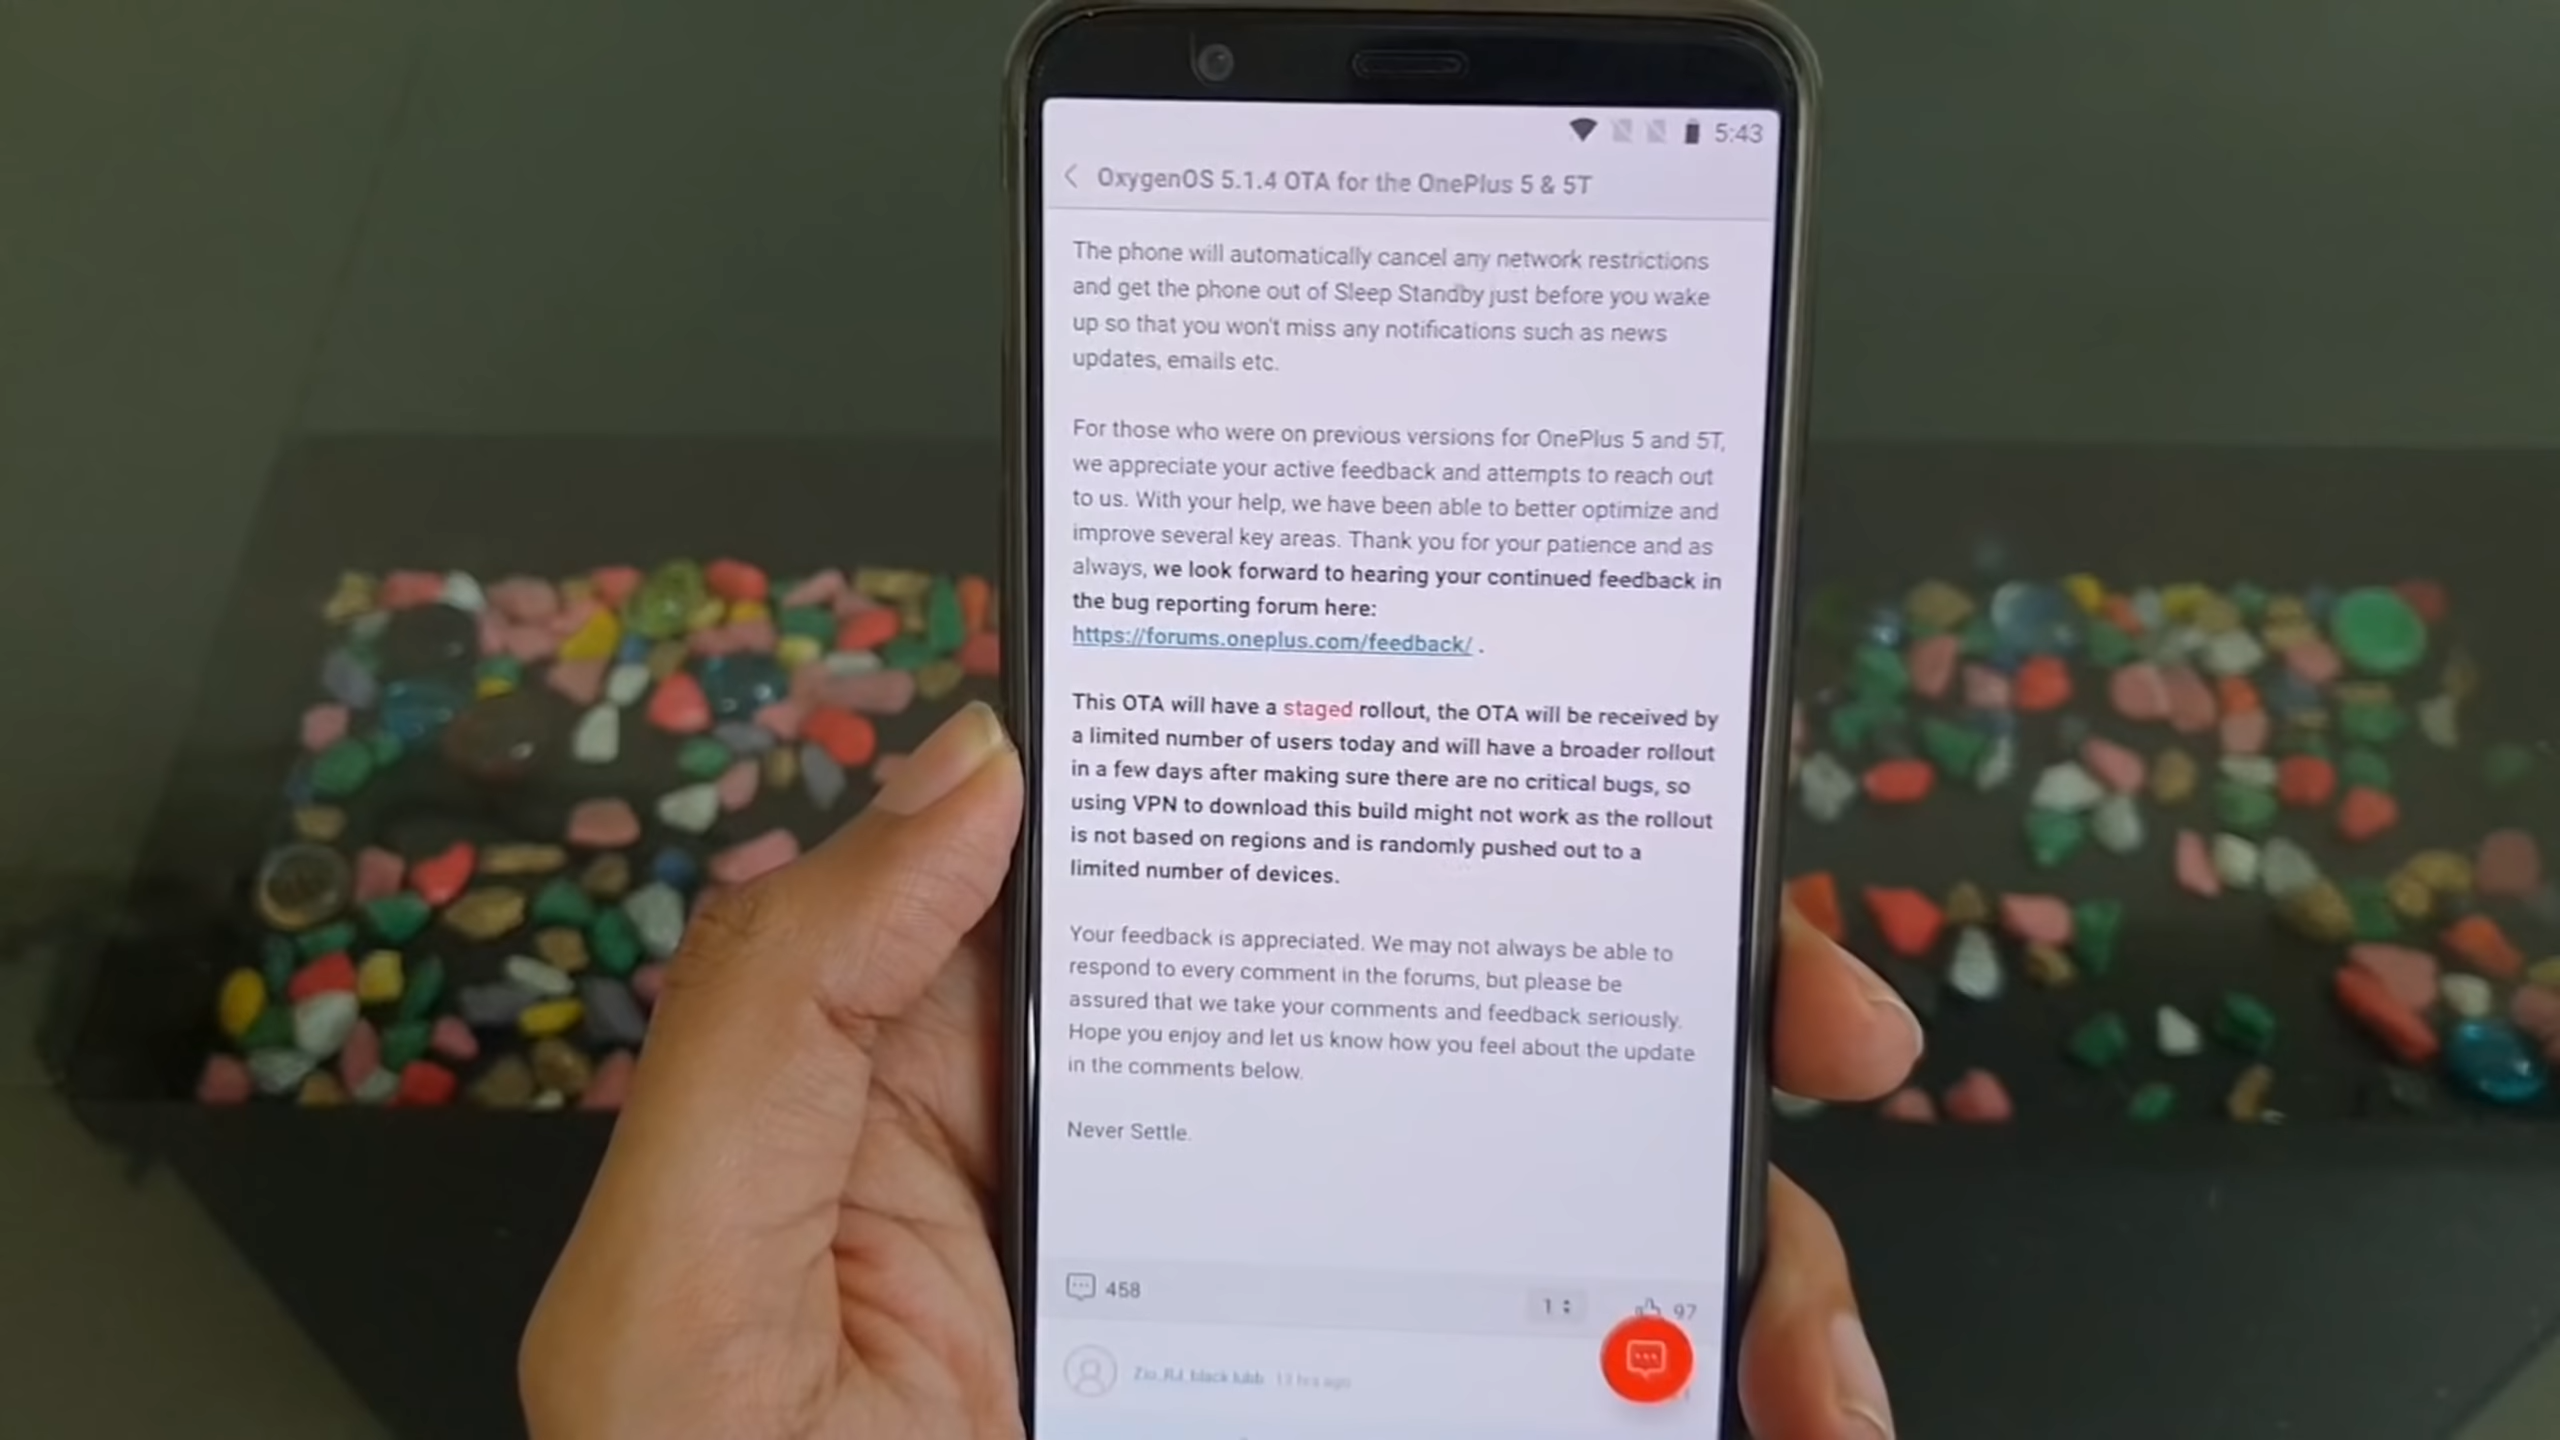 5:43
OxygenOS 5.1.4 OTA for the OnePlus 5 & 5T
The phone will automatically cancel any network restrictions
and get the phone out of Sleep Standby just before you wake
up so that you won't miss any notifications such as news
updates, emails etc.
For those who were on previous versions for OnePlus 5 and 5T,
we appreciate your active feedback and attempts to reach out
to us. With your help, we have been able to better optimize and
improve several key areas. Thank you for your patience and as
always, we look forward to hearing your continued feedback in
the bug reporting forum here:
https://forums.oneplus.com/feedback/ .
This OTA will have a staged rollout, the OTA will be received by
a limited number of users today and will have a broader rollout
in a few days after making sure there are no critical bugs, so
using VPN to download this build might not work as the rollout
is not based on regions and is randomly pushed out to a
limited number of devices.
Your feedback is appreciated. We may not always be able to
respond to every comment in the forums, but please be
assured that we take your comments and feedback seriously.
Hope you enjoy and let us know how you feel about the update
in the comments below.
Never Settle.
458
1
97
13 hrs ago